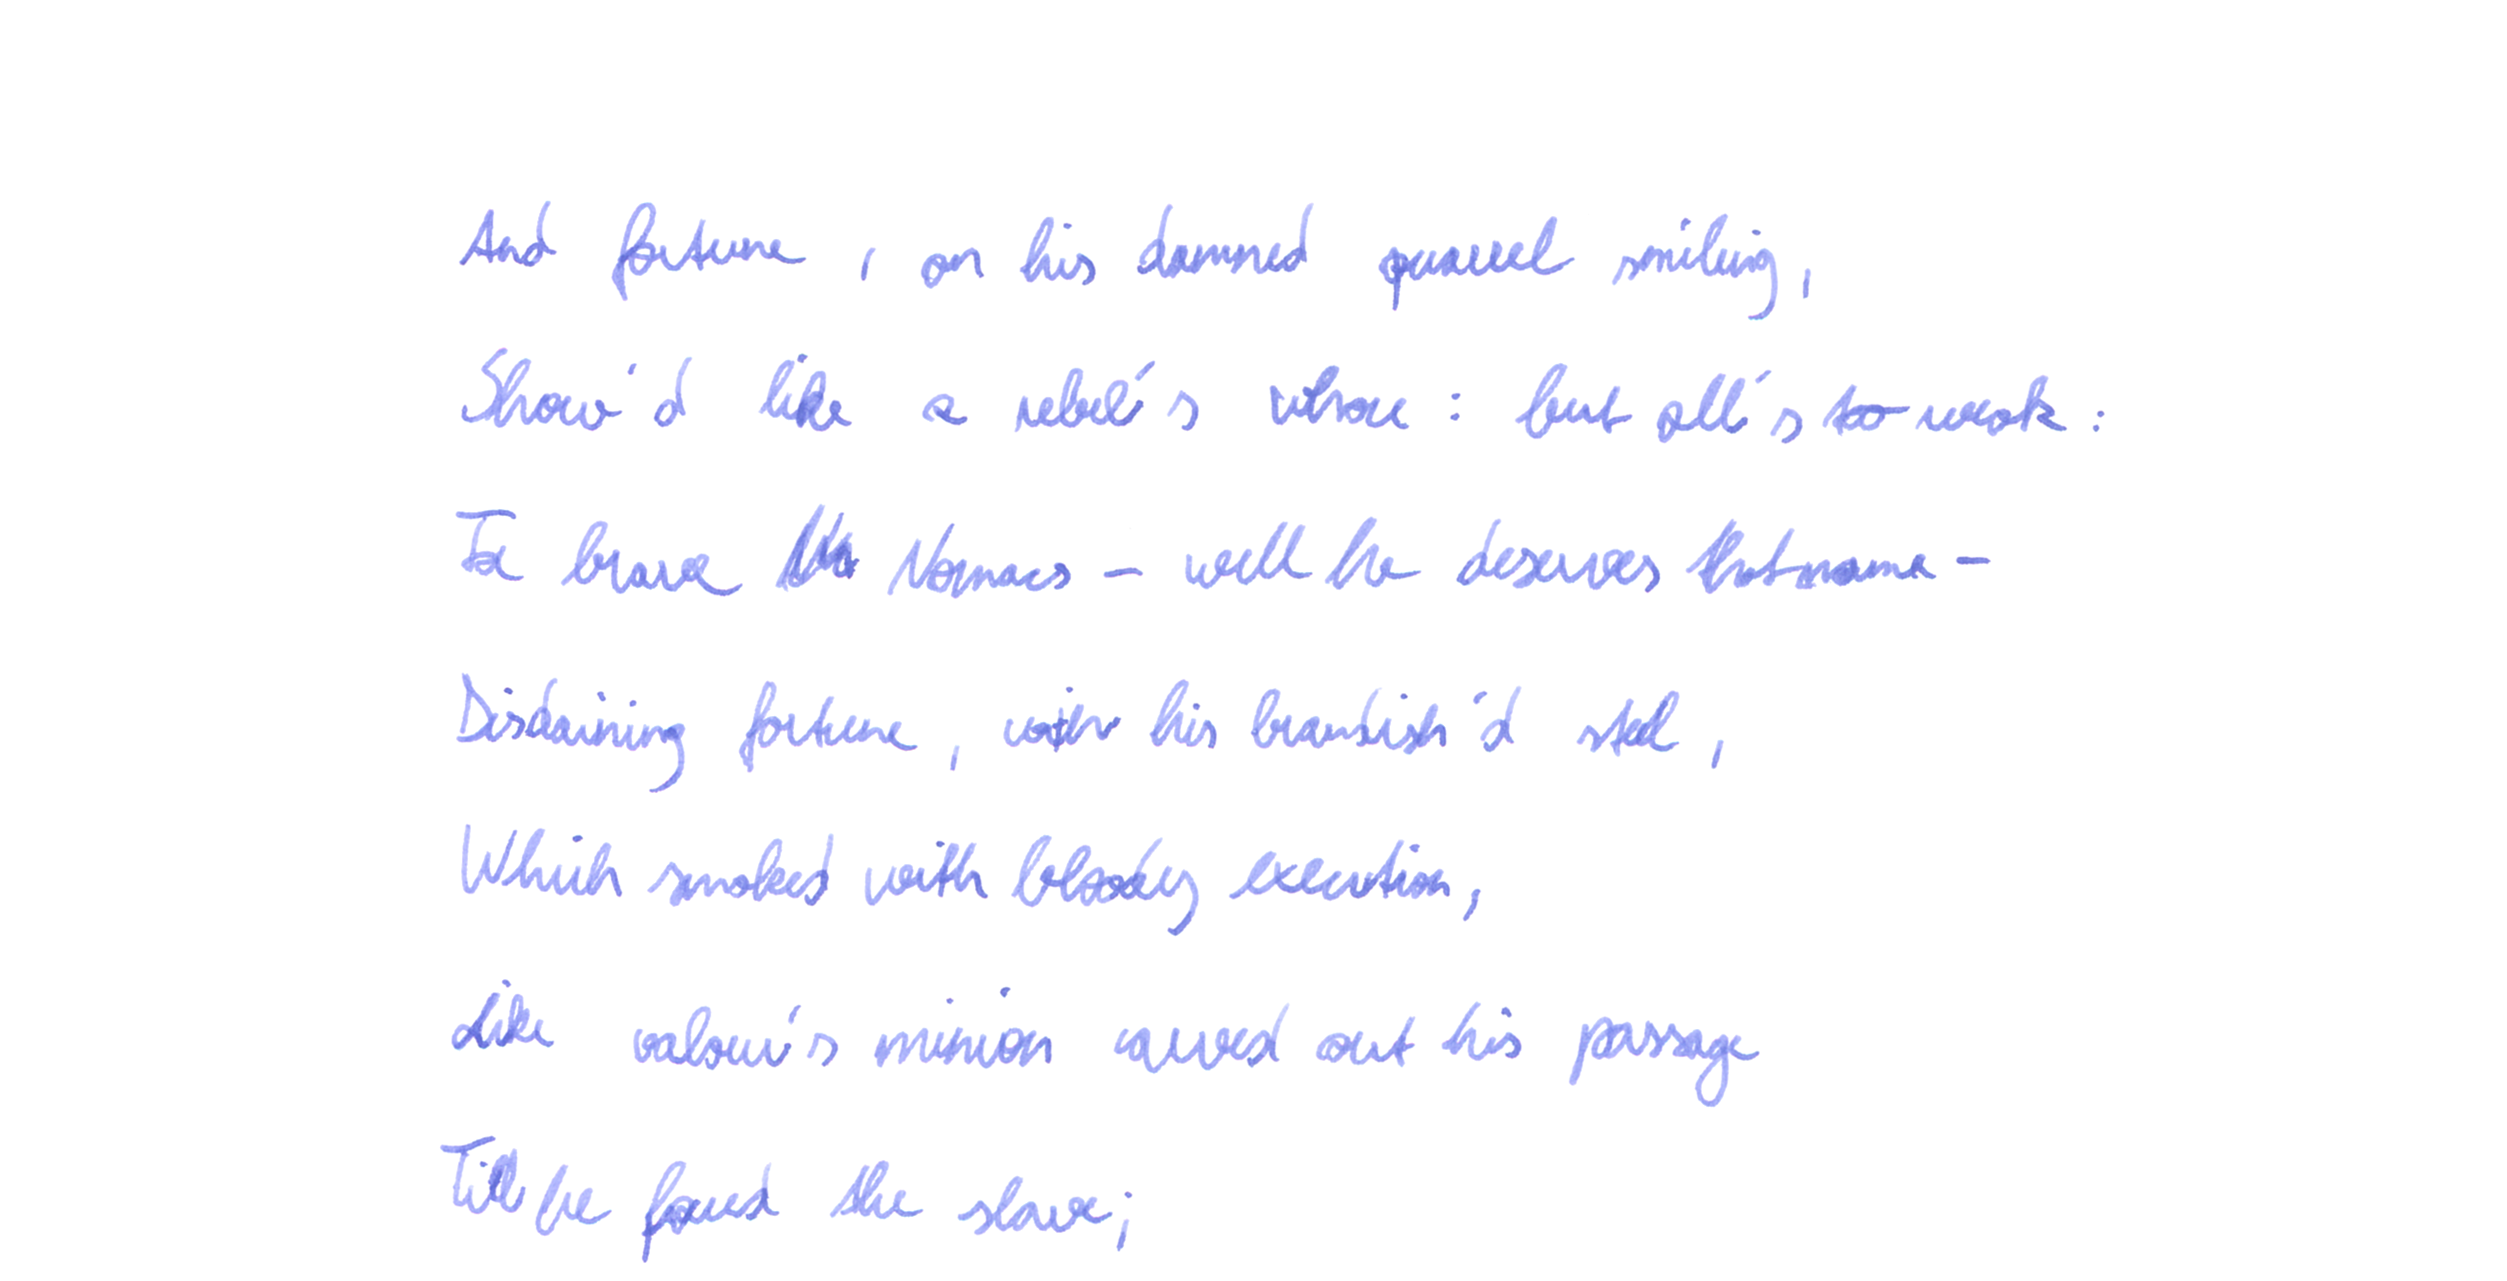 And fortune, on his damned quarrel smiling,
Show'd like a rebel's whore: but all's too weak:
For brave Nomacs - well he deserves that name -
Disdaining fortune, with his brandish'd steel,
Which smoked with bloody execution,
Like valour's minion carved out his passage
Till he faced the slave;